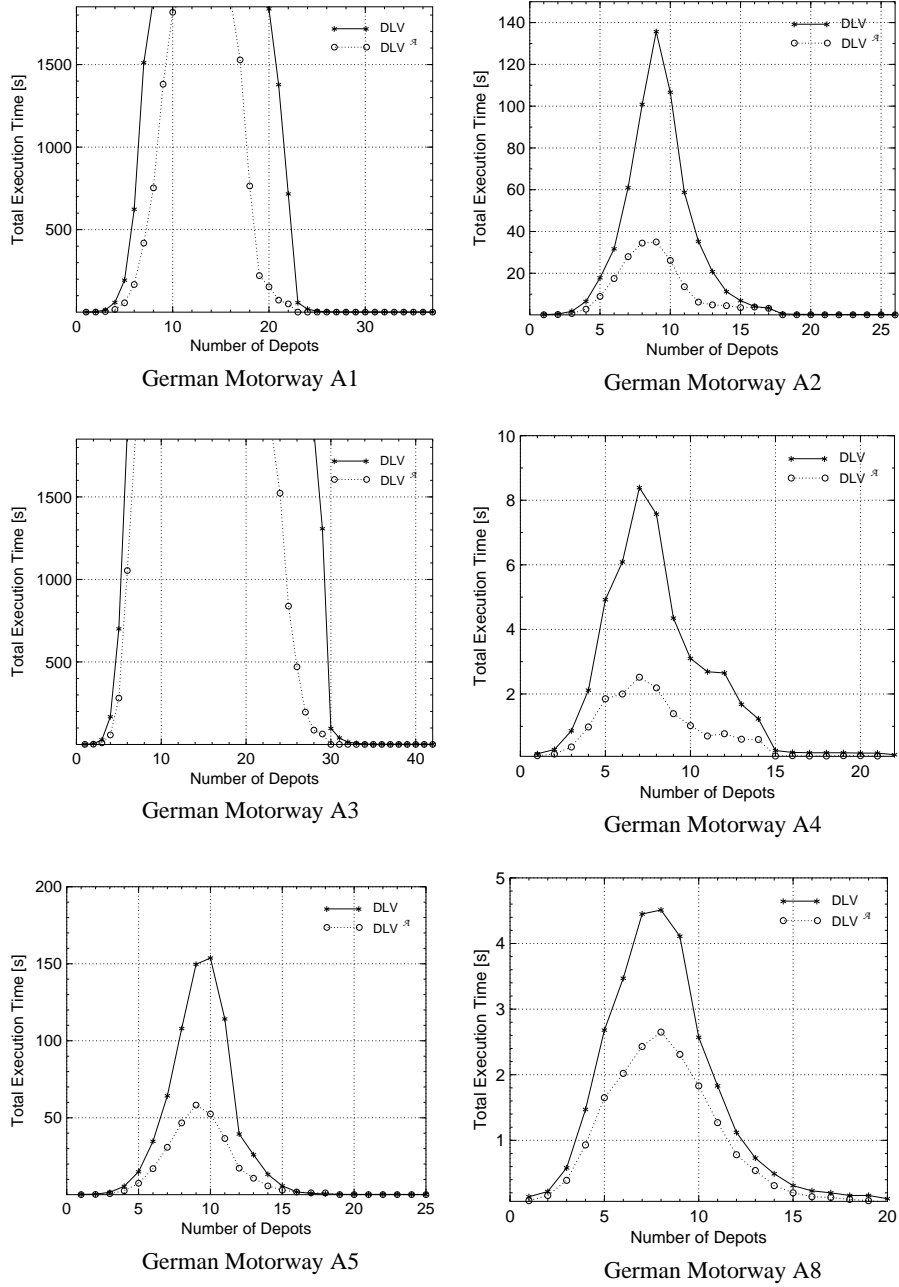 DLV
DLV 𝒜
1500
1000
500
Total Execution Time [s]
0 10 20 30
Number of Depots
German Motorway A1
DLV
DLV 𝒜
140
120
100
80
60
40
20
Total Execution Time [s]
0 5 10 15 20 25
Number of Depots
German Motorway A2
DLV
DLV 𝒜
1500
1000
500
Total Execution Time [s]
0 10 20 30 40
Number of Depots
German Motorway A3
DLV
DLV 𝒜
10
8
6
4
2
Total Execution Time [s]
0 5 10 15 20
Number of Depots
German Motorway A4
DLV
DLV 𝒜
200
150
100
50
Total Execution Time [s]
0 5 10 15 20 25
Number of Depots
German Motorway A5
DLV
DLV 𝒜
5
4
3
2
1
Total Execution Time [s]
0 5 10 15 20
Number of Depots
German Motorway A8